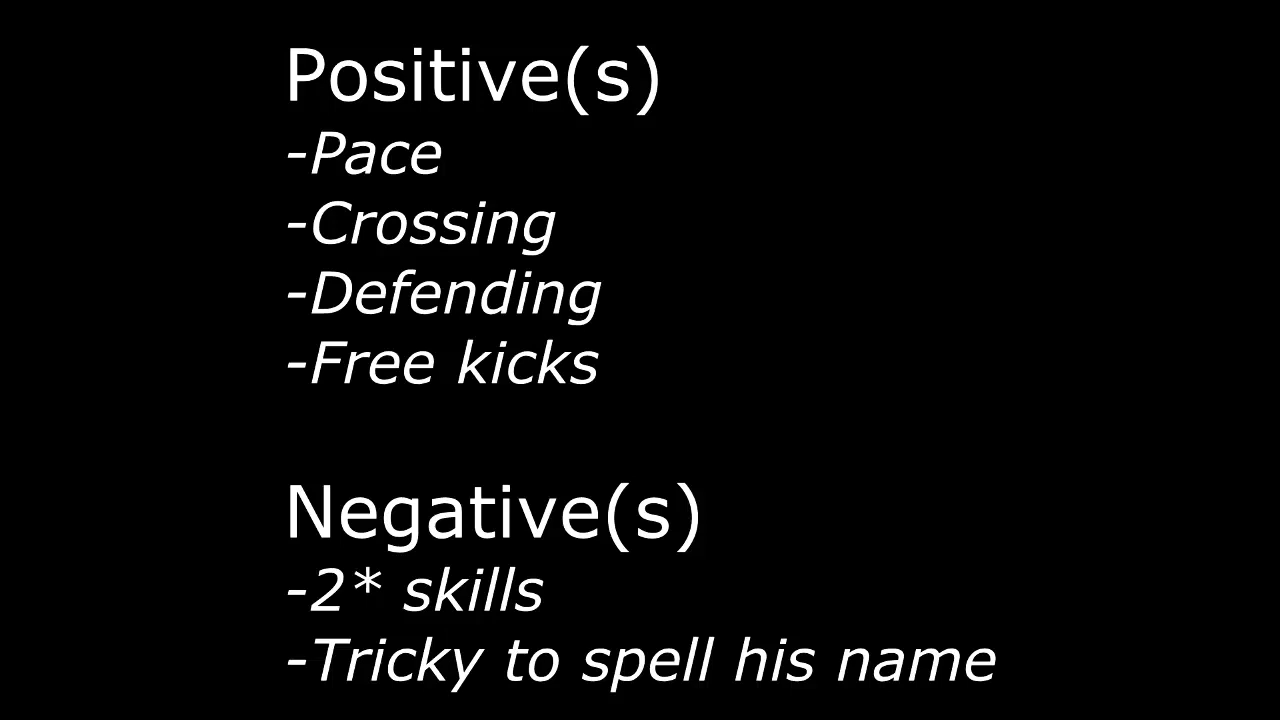 Positive(s)
-Pace
-Crossing
-Defending
-Free kicks
Negative(s)
-2* skills
-Tricky to spell his name